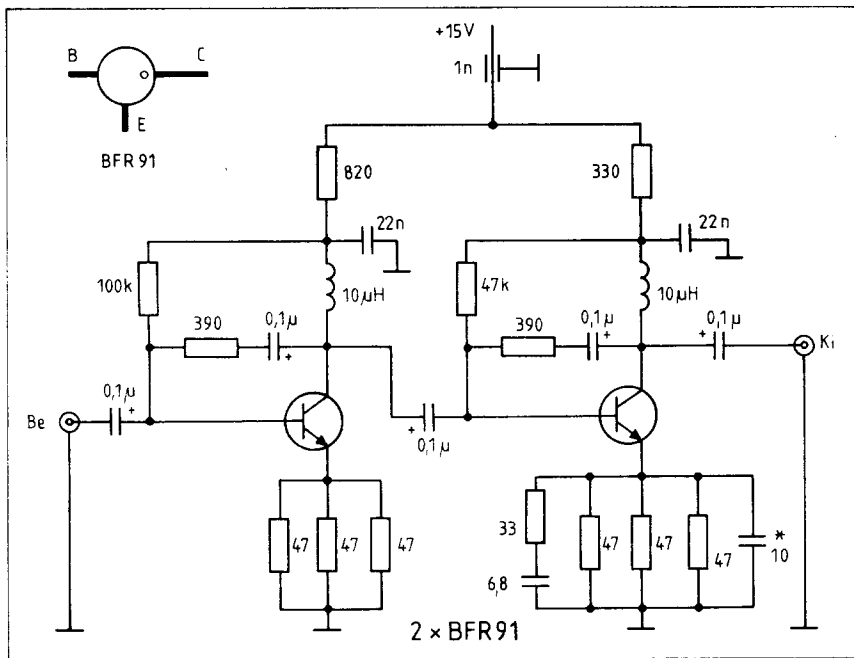 B C
E
BFR 91
+15V
1n
820
330
22n
22n
100k
10µH
47k
10µH
390
0,1µ
+
390
0,1µ
+
0,1µ
+
Ki
Be
0,1µ
+
+
0,1µ
47
47
47
33
6,8
47
47
47
*
10
2 × BFR91